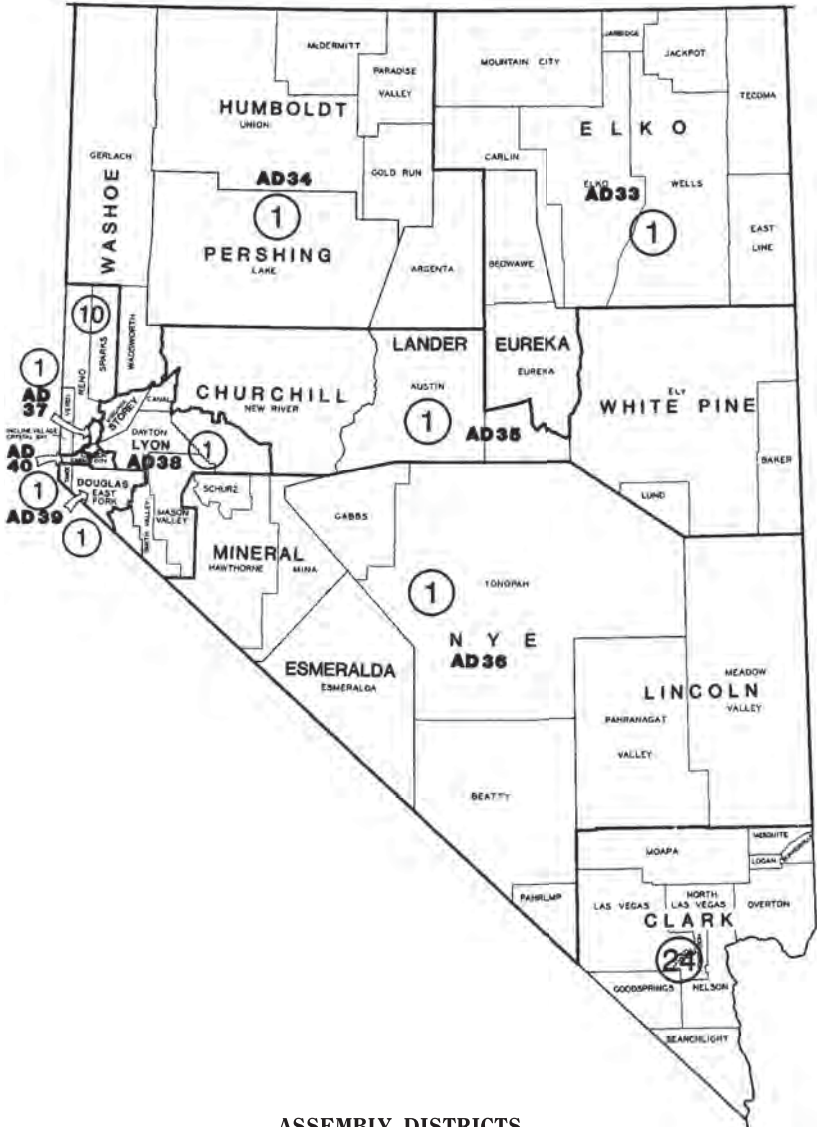 McDERMITT
JARBIDGE
MOUNTAIN CITY
JACKPOT
PARADISE
VALLEY
TECOMA
HUMBOLDT
UNION
ELKO
GERLACH
CARLIN
WASHOE
AD34
GOLD RUN
ELKO
AD33
WELLS
1
1
EAST
LINE
PERSHING
LAKE
ARGENTA
BEOWAWE
10
RENO
SPARKS
WADSWORTH
LANDER
EUREKA
EUREKA
1
AD
37
VERDI
STOREY
CANAL
CHURCHILL
NEW RIVER
AUSTIN
1
ELY
WHITE PINE
INCLINE VILLAGE
CRYSTAL BAY
DAYTON
LYON
AD38
1
AD35
AD
40
BAKER
1
AD39
DOUGLAS
EAST
FORK
SCHURZ
LUND
1
SMITH VALLEY
MASON
VALLEY
GABBS
MINERAL
HAWTHORNE
MINA
1
TONOPAH
NYE
AD36
ESMERALDA
ESMERALDA
MEADOW
LINCOLN
VALLEY
PAHRANAGAT
VALLEY
BEATTY
MESQUITE
MOAPA
LOGAN
PAHRUMP
LAS VEGAS
NORTH
LAS VEGAS
OVERTON
CLARK
24
GOODSPRINGS
NELSON
SEARCHLIGHT
ASSEMBLY DISTRICTS